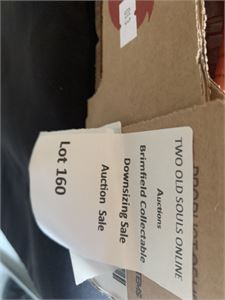 TWO OLD SOULS ONLINE
Auctions
Brimfield Collectable
Downsizing Sale
Auction Sale
Lot 160